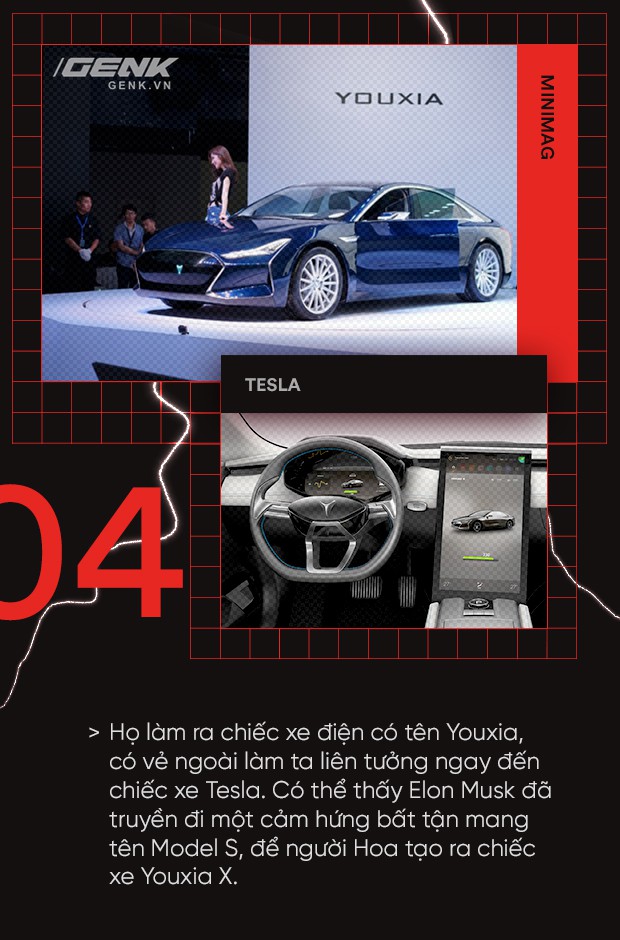 /GENK
GENK.VN
YOUXIA
MINIMAG
TESLA
04
> Họ làm ra chiếc xe điện có tên Youxia,
có vẻ ngoài làm ta liên tưởng ngay đến
chiếc xe Tesla. Có thể thấy Elon Musk đã
truyền đi một cảm hứng bất tận mang
tên Model S, để người Hoa tạo ra chiếc
xe Youxia X.